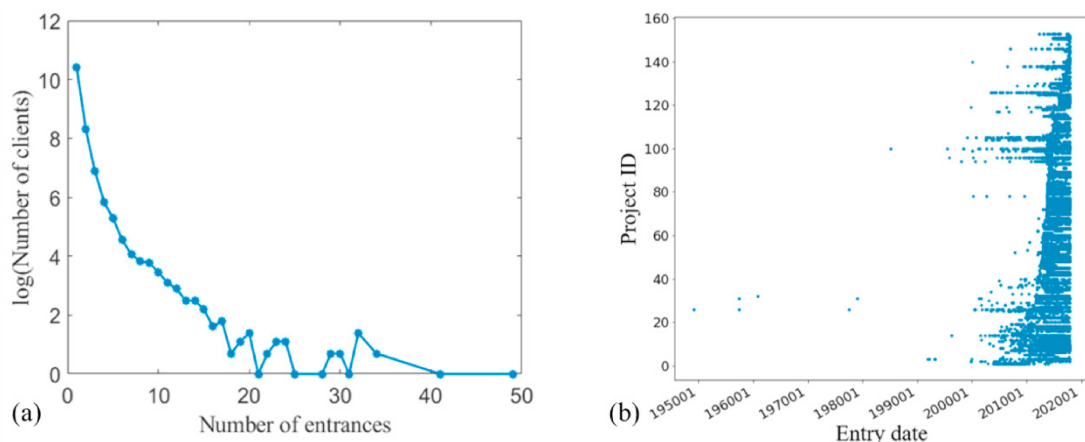 12
10
8
6
4
2
0
log(Number of clients)
0 10 20 30 40 50
Number of entrances
(a)
160
140
120
100
80
60
40
20
0
Project ID
195001 196001 197001 198001 199001 200001 201001 202001
Entry date
(b)